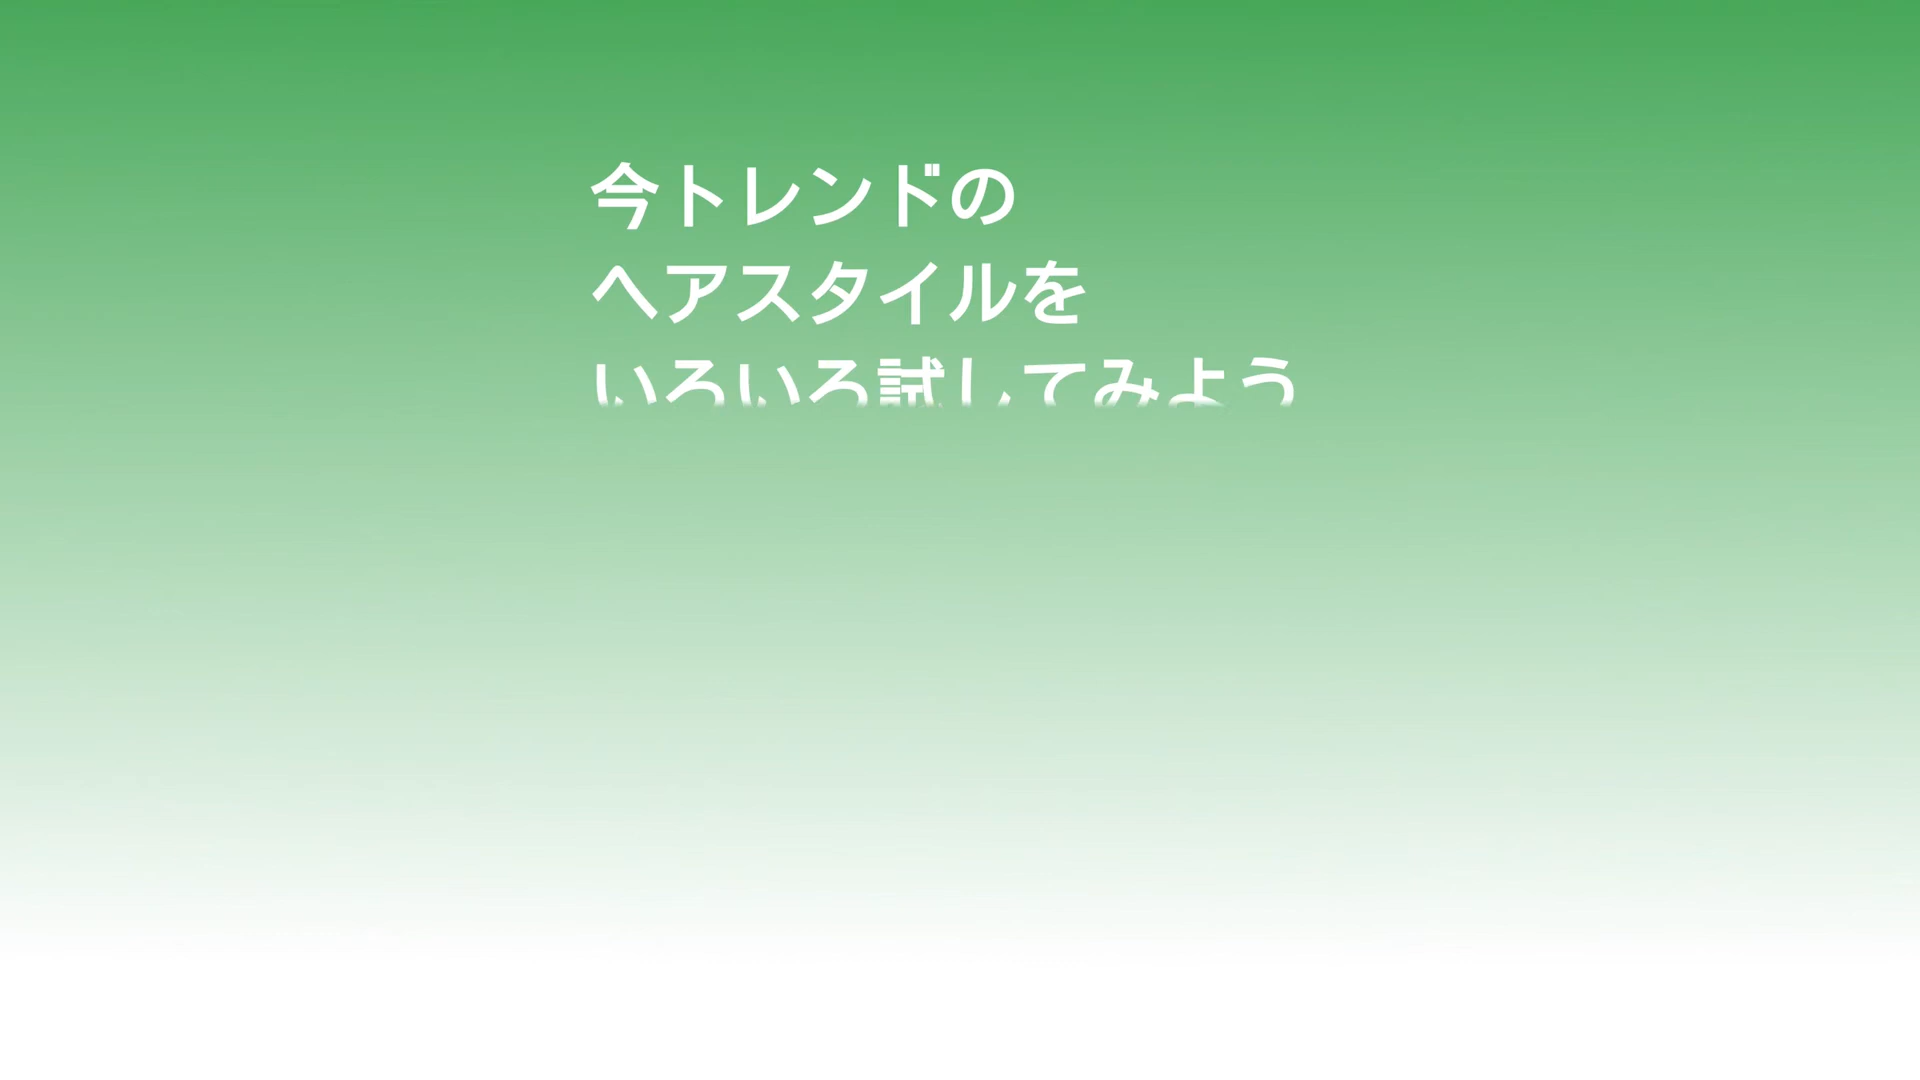 今トレンドの
ヘアスタイルを
いろいろ試してみよう